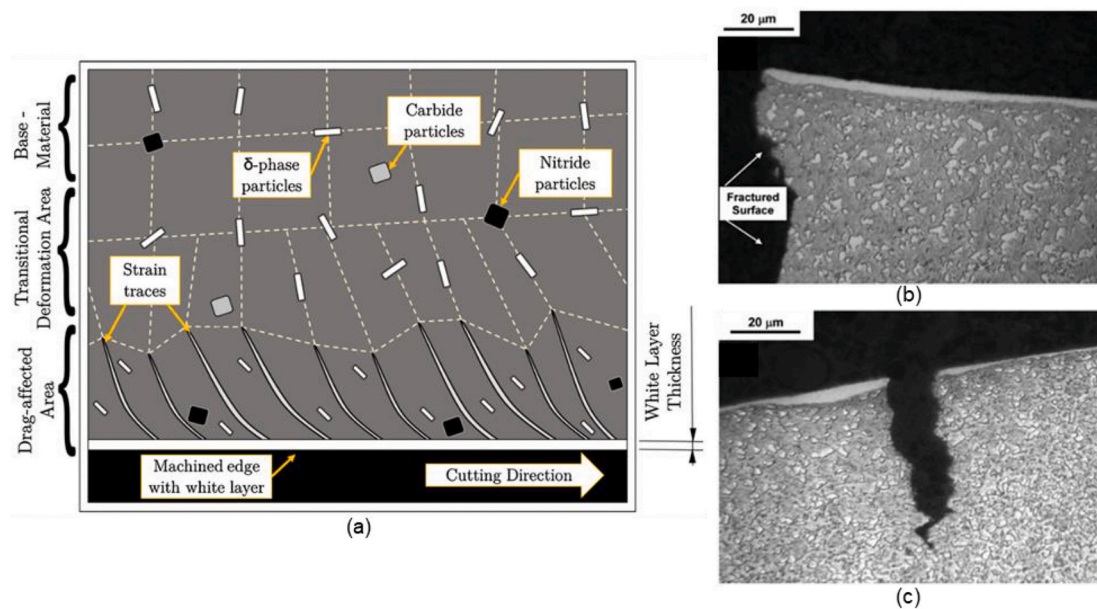 Base -
Material
Transitional
Deformation Area
Drag-affected
Area
Carbide
particles
δ-phase
particles
Nitride
particles
Strain
traces
White Layer
Thickness
Machined edge
with white layer
Cutting Direction
(a)
20 μm
Fractured
Surface
(b)
20 μm
(c)